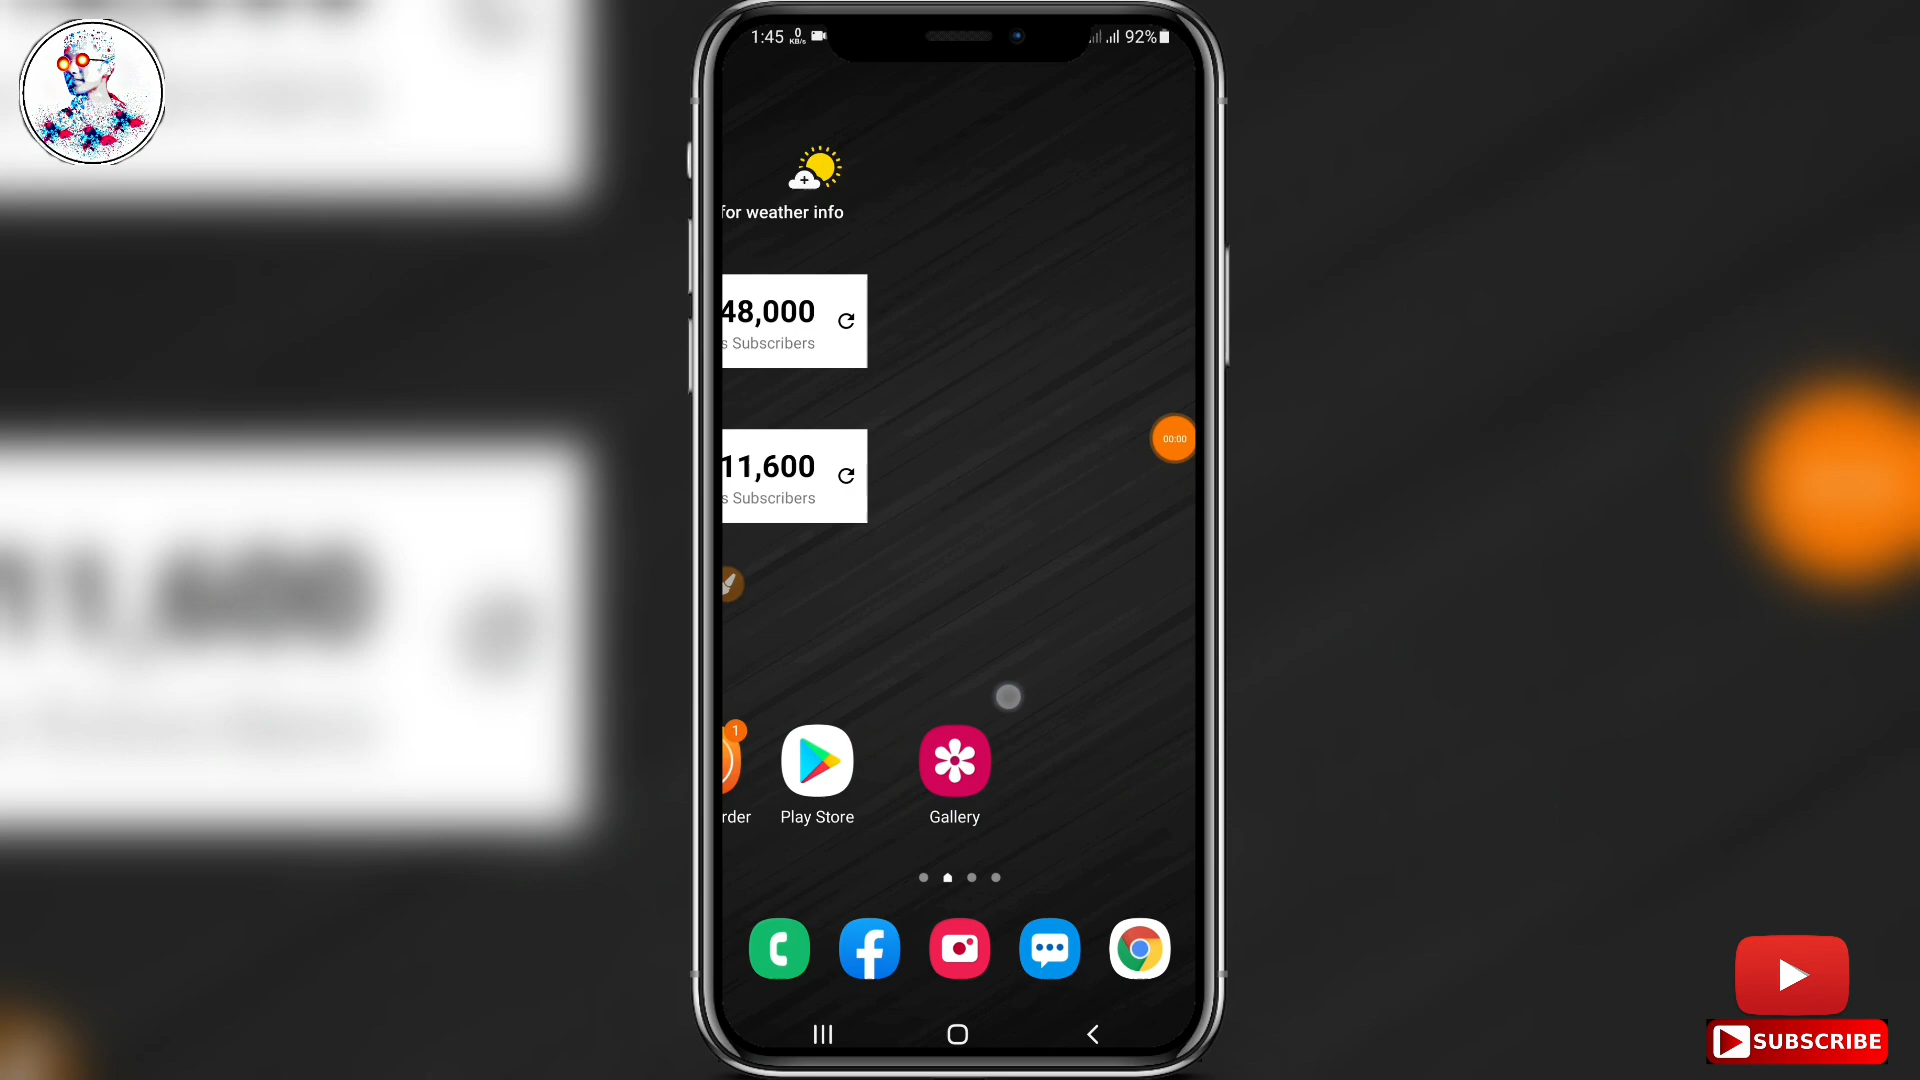 1:45 0 KB/s 92%
for weather info
48,000
s Subscribers
00:00
11,600
s Subscribers
1
rder Play Store Gallery
SUBSCRIBE